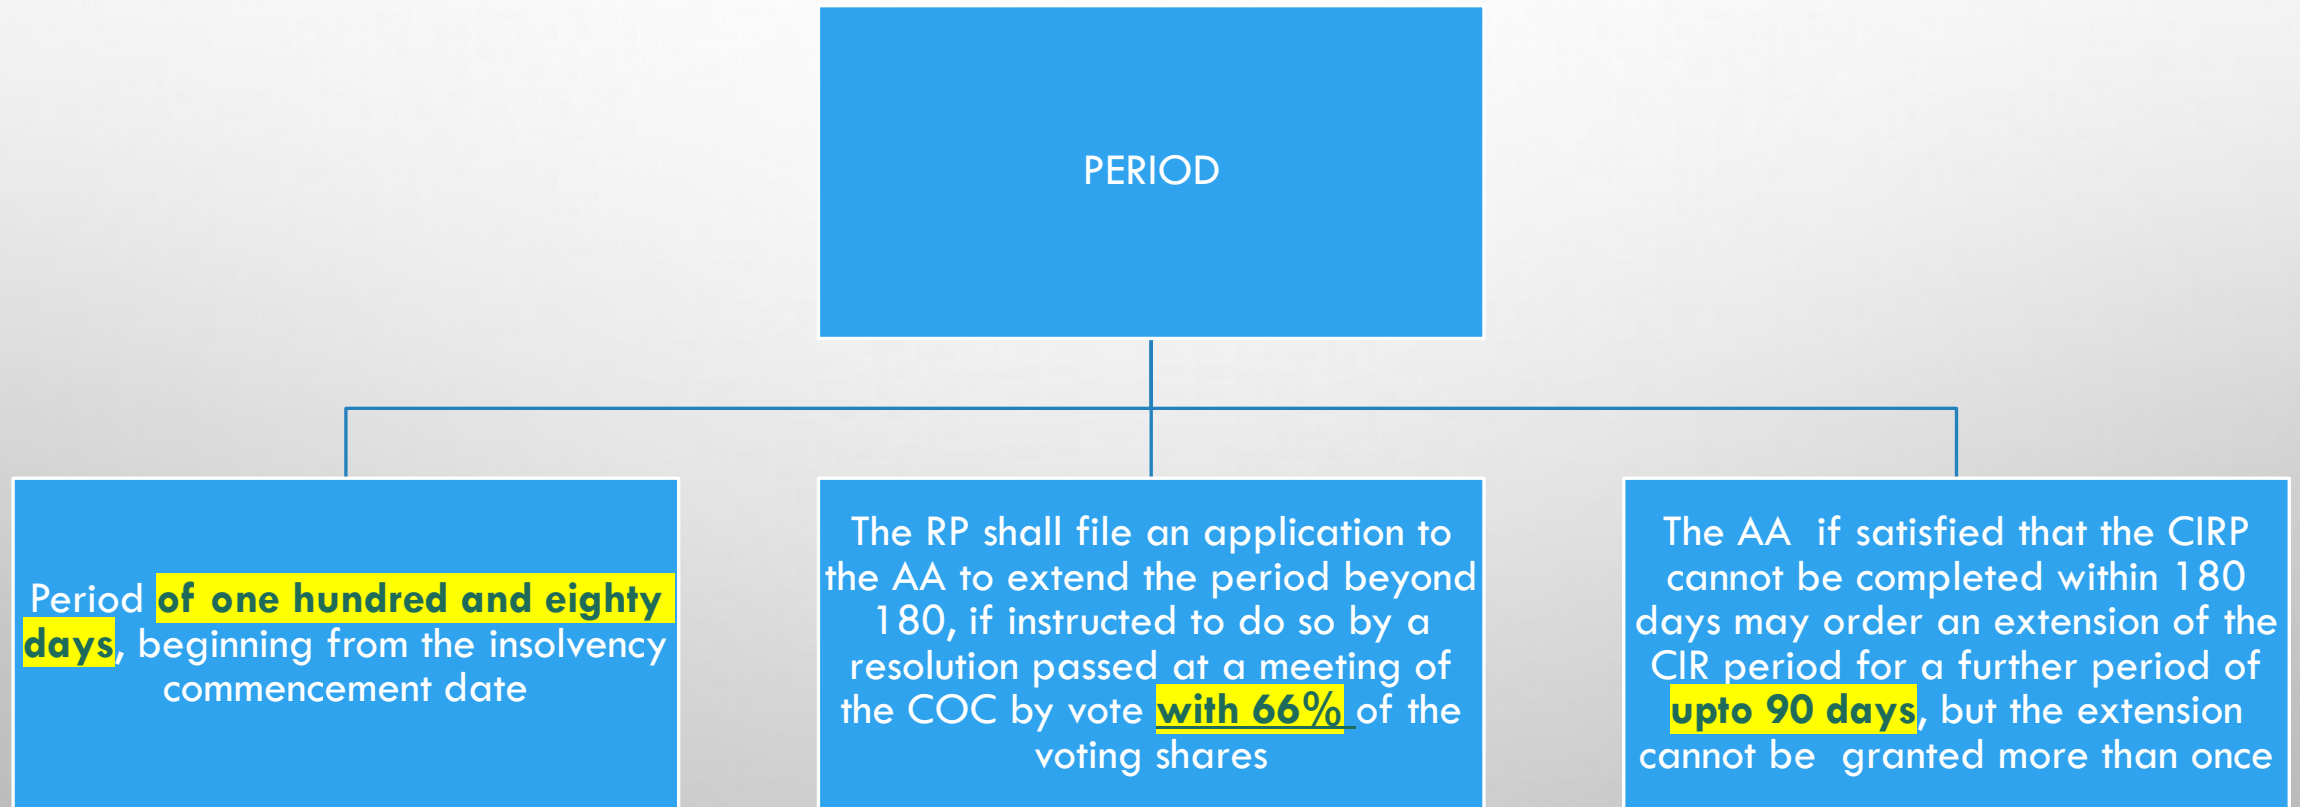 PERIOD
Period of one hundred and eighty
days, beginning from the insolvency
commencement date
The RP shall file an application to
the AA to extend the period beyond
180, if instructed to do so by a
resolution passed at a meeting of
the COC by vote with 66% of the
voting shares
The AA if satisfied that the CIRP
cannot be completed within 180
days may order an extension of the
CIR period for a further period of
upto 90 days, but the extension
cannot be granted more than once